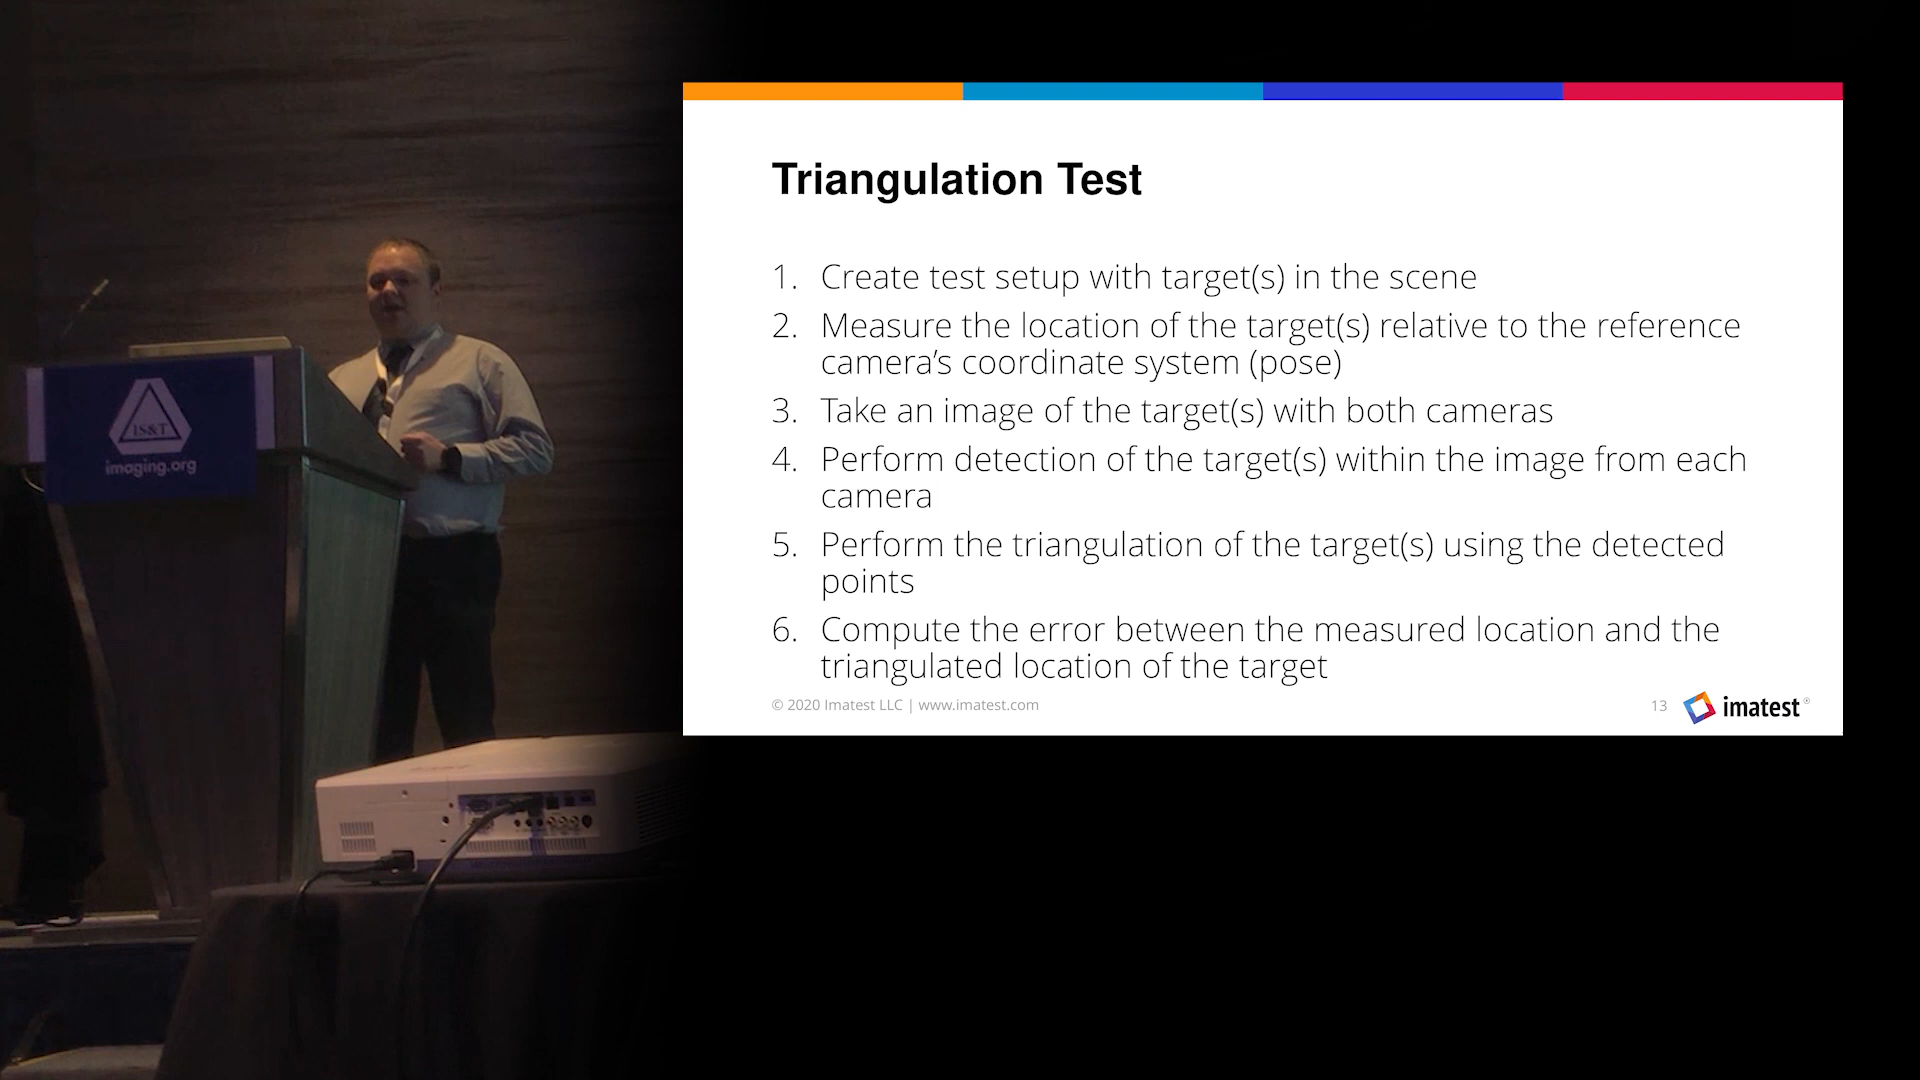 IS&T
imaging.org
Triangulation Test
1. Create test setup with target(s) in the scene
2. Measure the location of the target(s) relative to the reference
camera’s coordinate system (pose)
3. Take an image of the target(s) with both cameras
4. Perform detection of the target(s) within the image from each
camera
5. Perform the triangulation of the target(s) using the detected
points
6. Compute the error between the measured location and the
triangulated location of the target
© 2020 Imatest LLC | www.imatest.com
13
imatest®